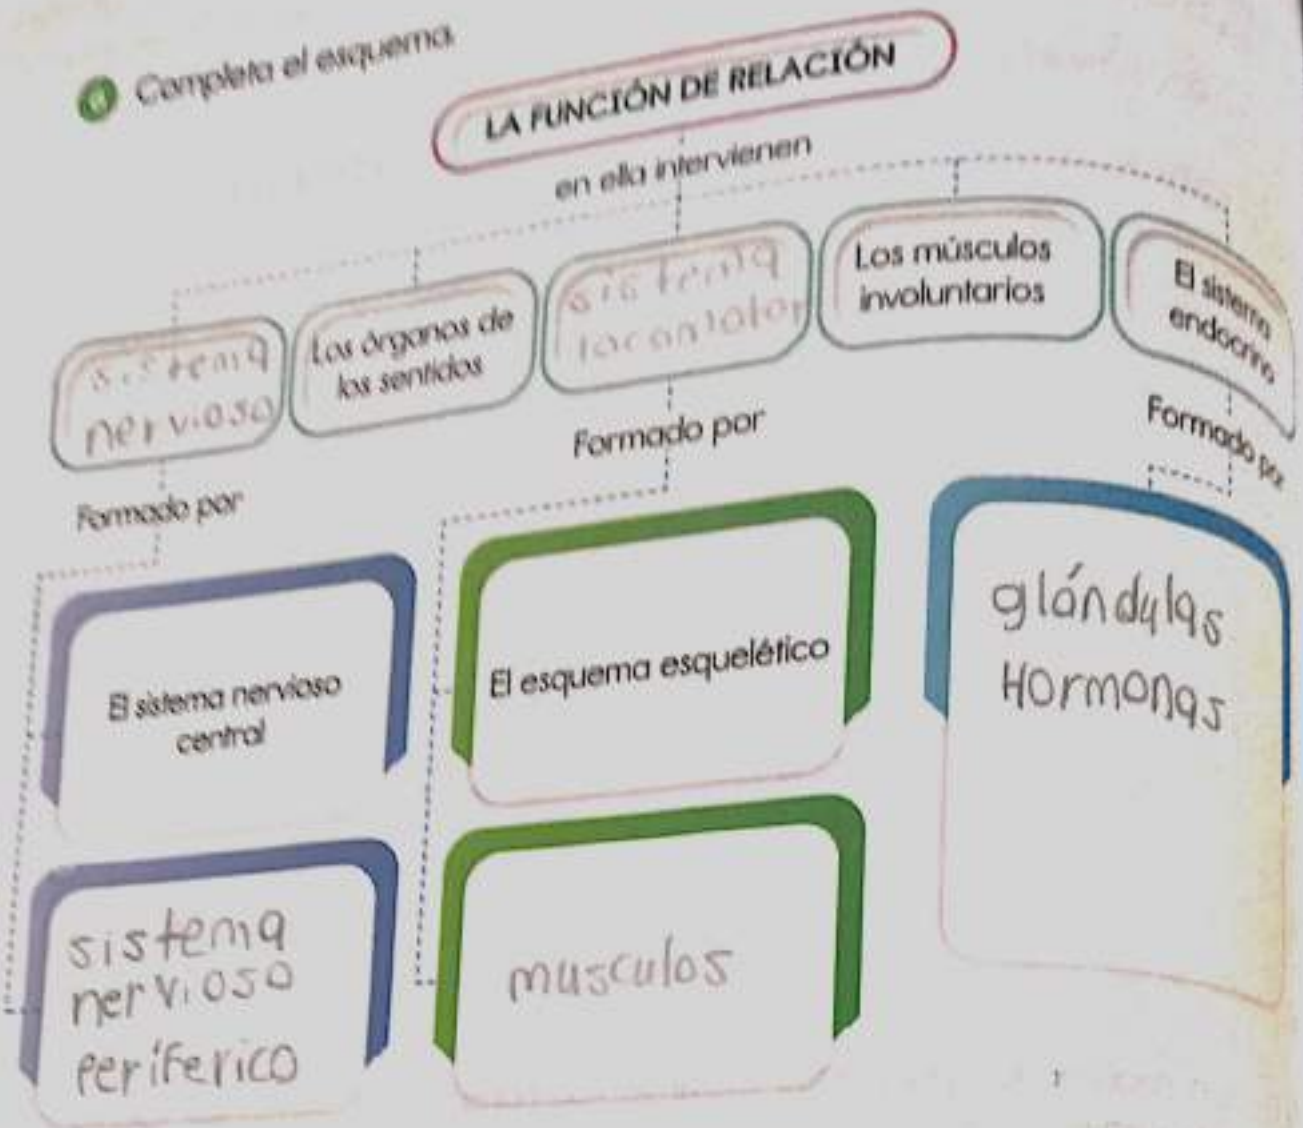 Completa el esquema
LA FUNCIÓN DE RELACIÓN
en ella intervienen
sistema
nervioso
Los órganos de
los sentidos
sistema
Los músculos
involuntarios
El sistema
endocrino
Formado por
Formado por
Formado por
El sistema nervioso
central
sistema
nervioso
periférico
El esquema esquelético
musculos
glándulas
Hormonas